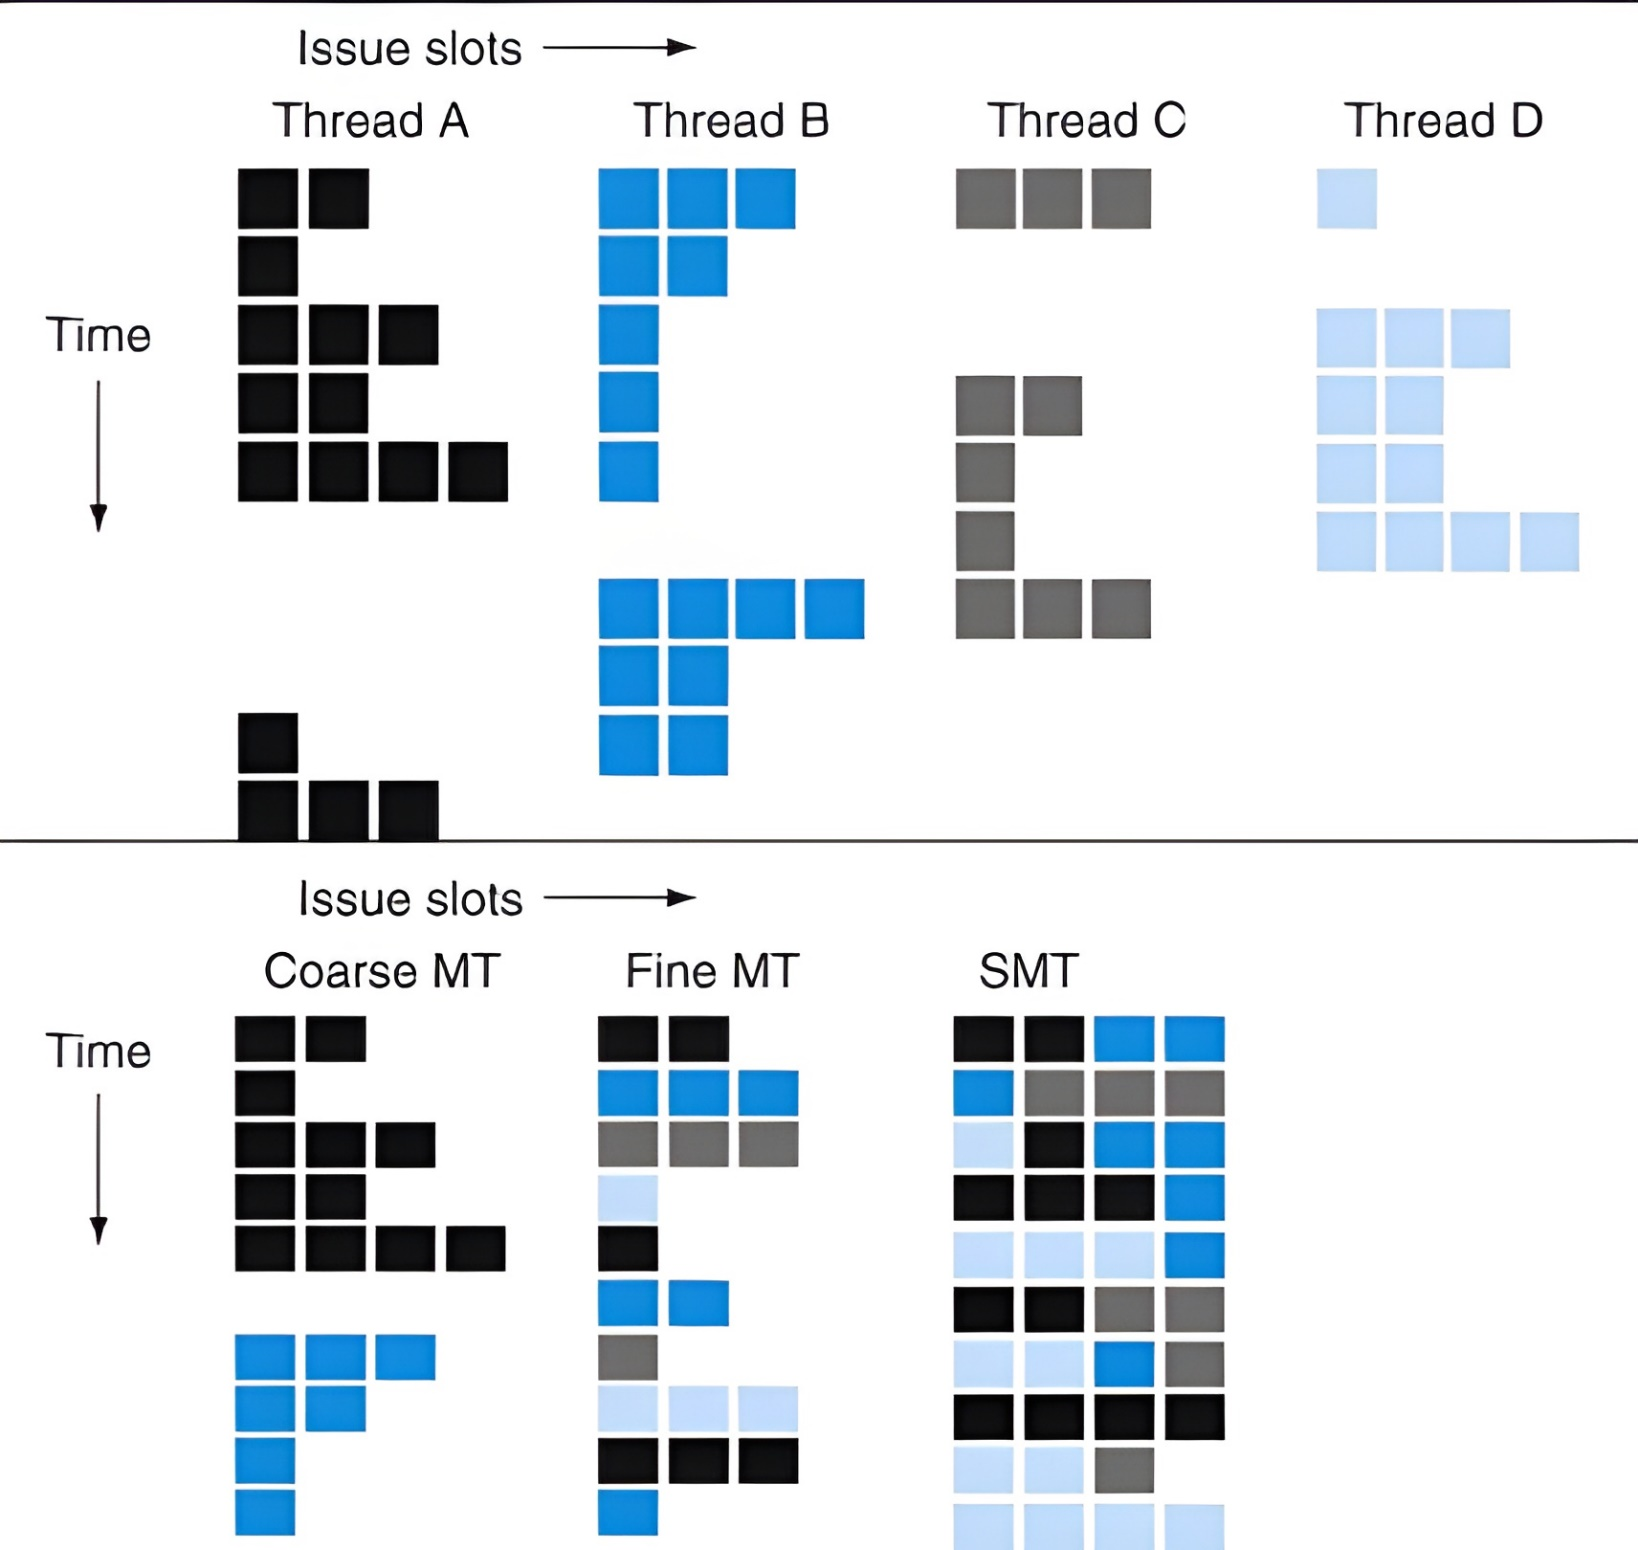 Issue slots
Thread A Thread B Thread C Thread D
Time
Issue slots
Coarse MT Fine MT SMT
Time